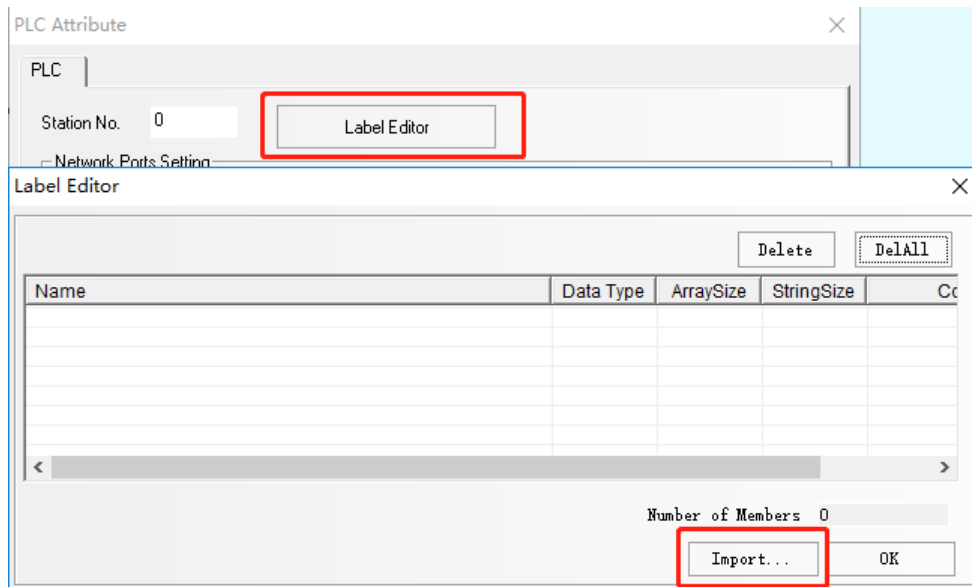 PLC Attribute
PLC
Station No. 0 Label Editor
Network Ports Setting
Label Editor
Delete DelAll
Name Data Type ArraySize StringSize
Number of Members 0
Import... OK